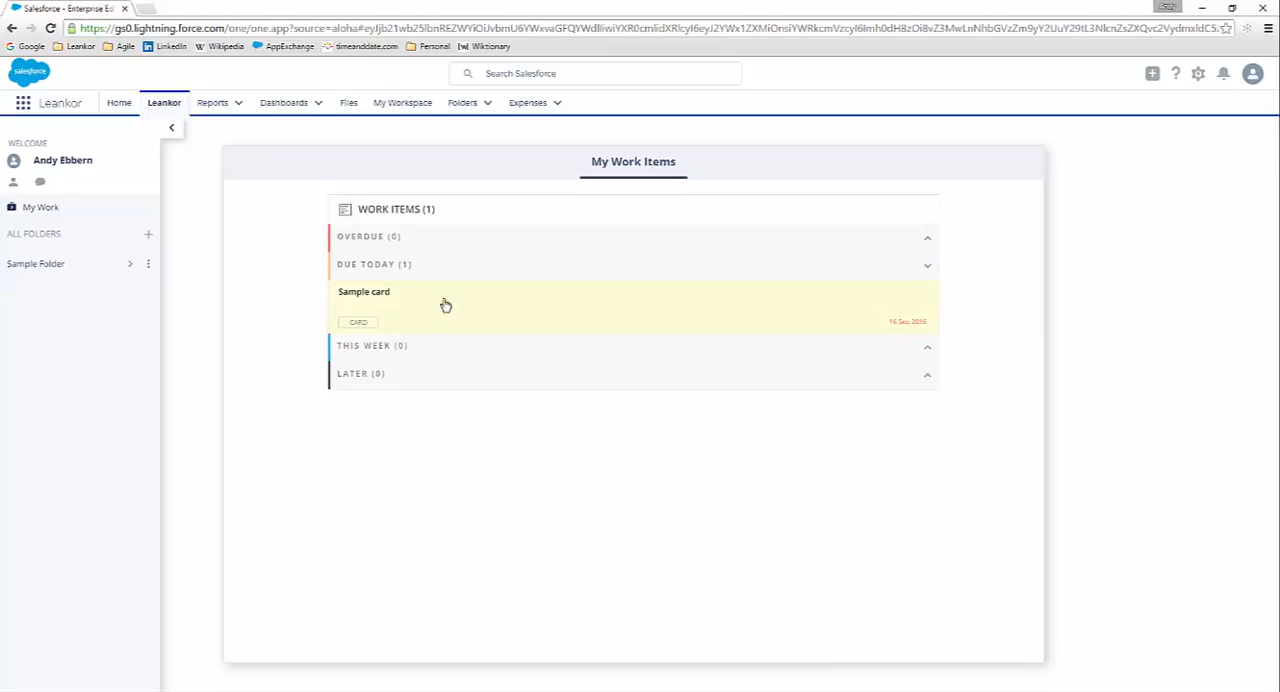 Salesforce - Enterprise Ed
https://gs0.lightning.force.com/one/one.app?source=aloha
Google Leankor Agile LinkedIn Wikipedia AppExchange timeanddate.com Personal Wiktionary
salesforce
Search Salesforce
Leankor Home Leankor Reports Dashboards Files My Workspace Folders Expenses
WELCOME
Andy Ebbern
My Work
ALL FOLDERS
Sample Folder
My Work Items
WORK ITEMS (1)
OVERDUE (0)
DUE TODAY (1)
Sample card
CARD 16 Sep 2016
THIS WEEK (0)
LATER (0)